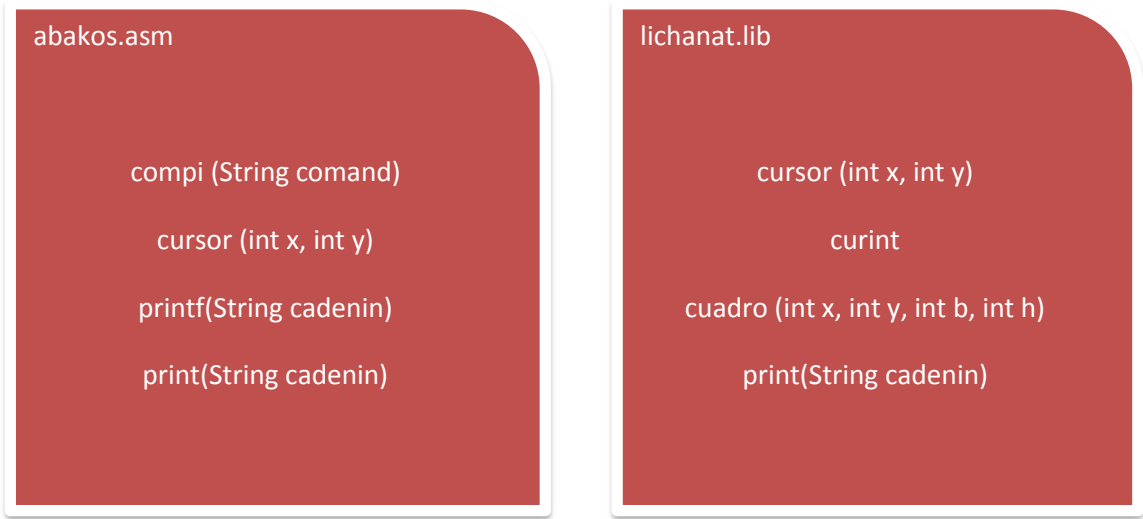 abakos.asm
compi (String comand)
cursor (int x, int y)
printf(String cadenin)
print(String cadenin)
lichanat.lib
cursor (int x, int y)
curint
cuadro (int x, int y, int b, int h)
print(String cadenin)